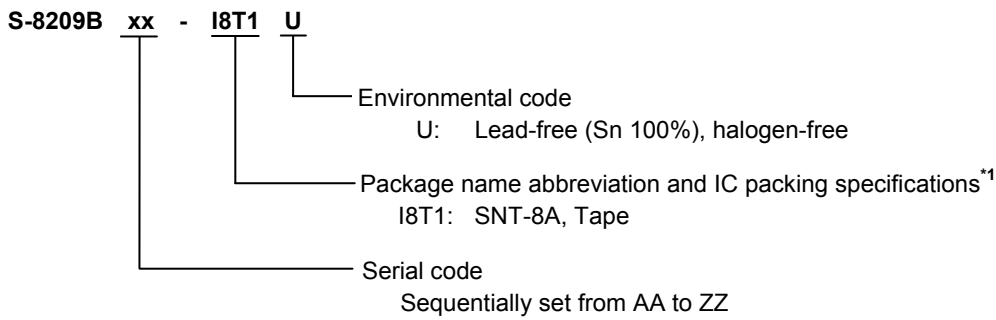 S-8209B xx - I8T1 U
Environmental code
U: Lead-free (Sn 100%), halogen-free
Package name abbreviation and IC packing specifications*1
I8T1: SNT-8A, Tape
Serial code
Sequentially set from AA to ZZ